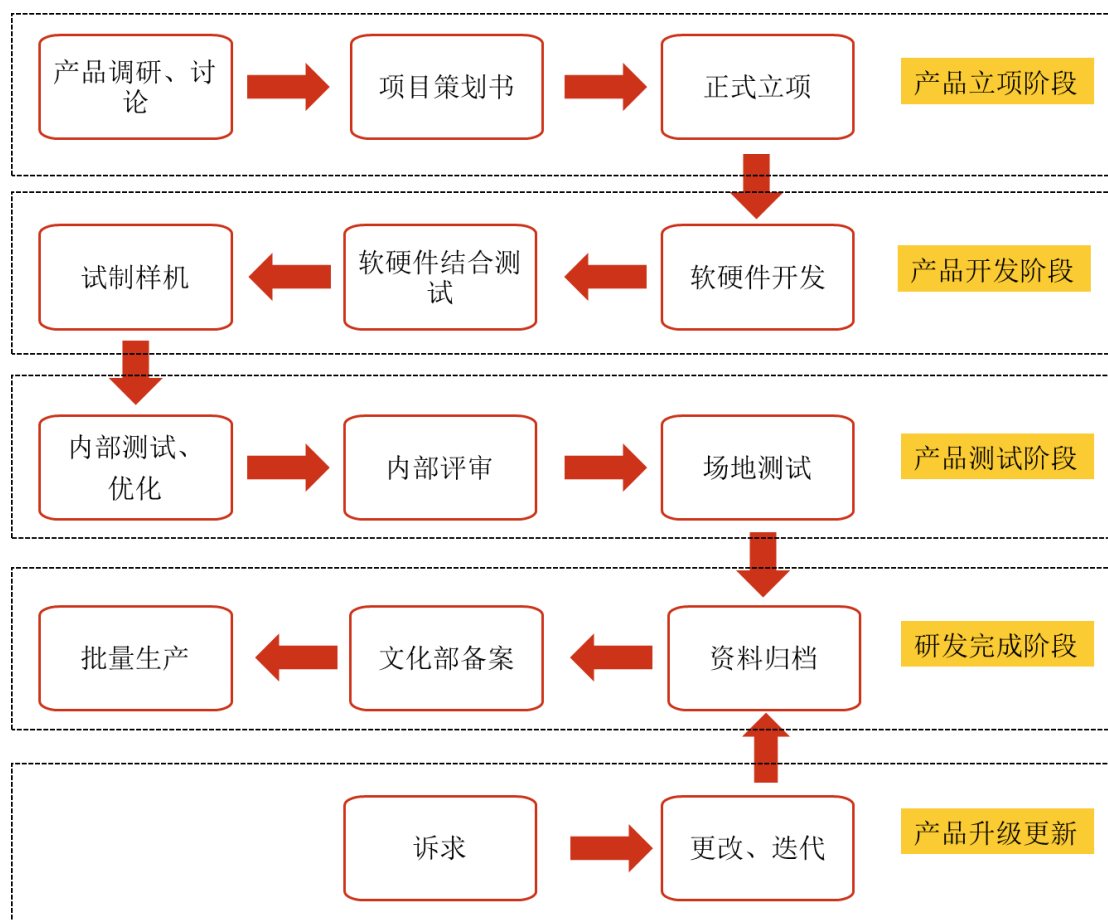 产品调研、讨
论
项目策划书
正式立项
产品立项阶段
试制样机
软硬件结合测
试
软硬件开发
产品开发阶段
内部测试、
优化
内部评审
场地测试
产品测试阶段
批量生产
文化部备案
资料归档
研发完成阶段
诉求
更改、迭代
产品升级更新